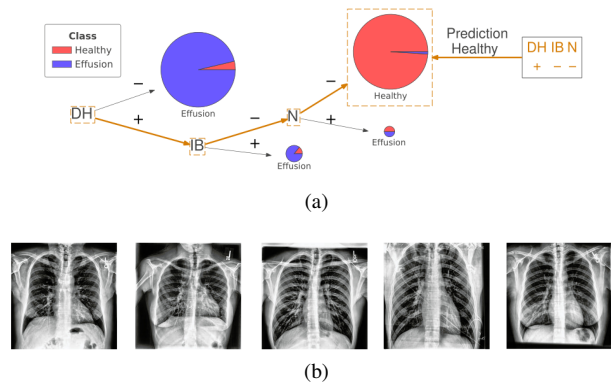 Class
Healthy
Effusion
Effusion
DH
−
+
IB
−
+
Effusion
N
−
+
Effusion
Healthy
Prediction
Healthy
DH IB N
+ − −
(a)
(b)